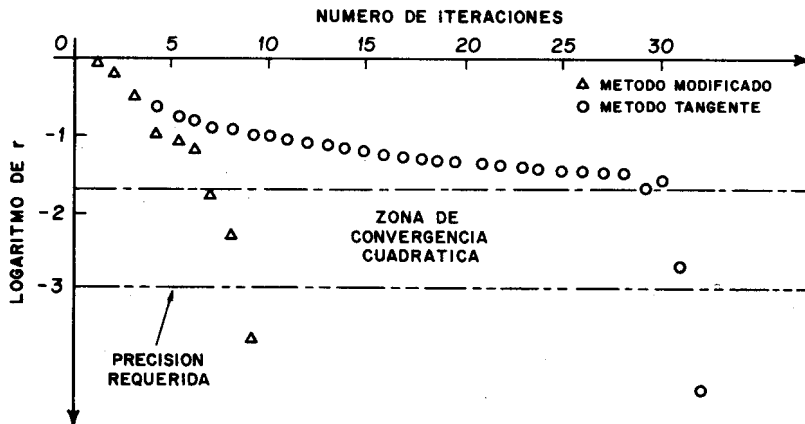 NUMERO DE ITERACIONES
0 5 10 15 20 25 30
METODO MODIFICADO
METODO TANGENTE
LOGARITMO DE r
-1
-2
-3
ZONA DE
CONVERGENCIA
CUADRATICA
PRECISION
REQUERIDA